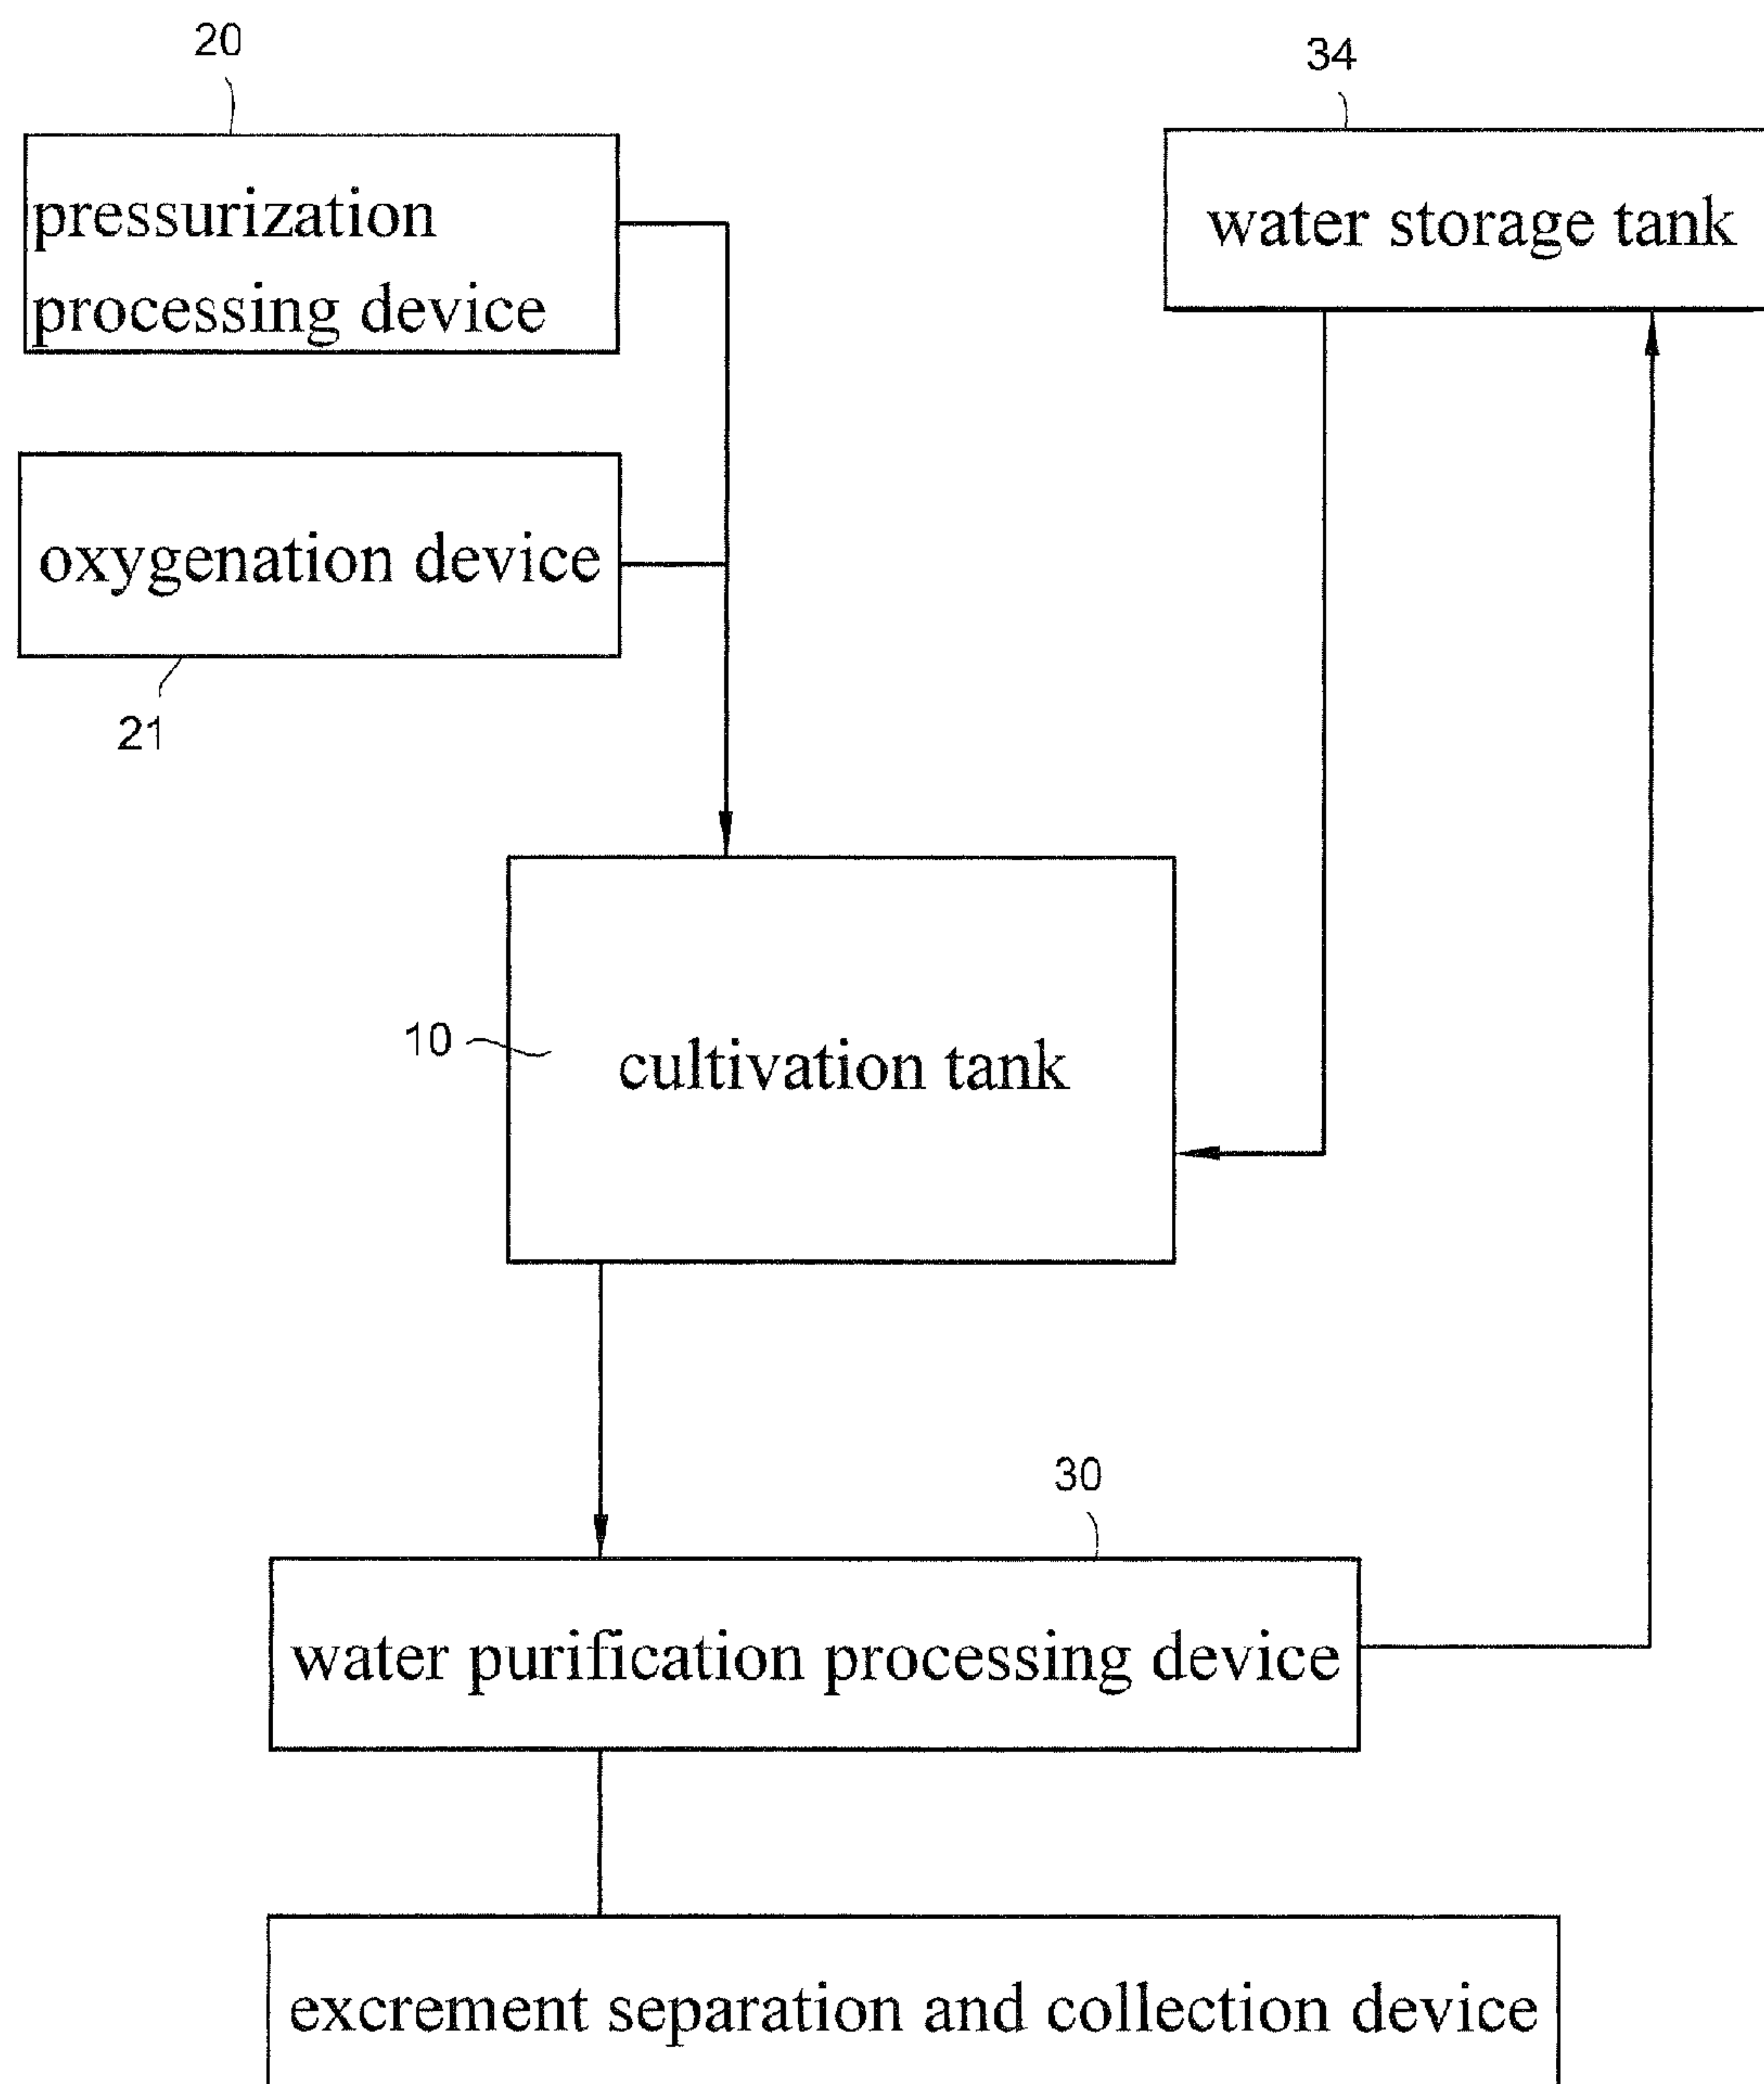 20
34
pressurization
processing device
water storage tank
oxygenation device
21
10
cultivation tank
30
water purification processing device
excrement separation and collection device